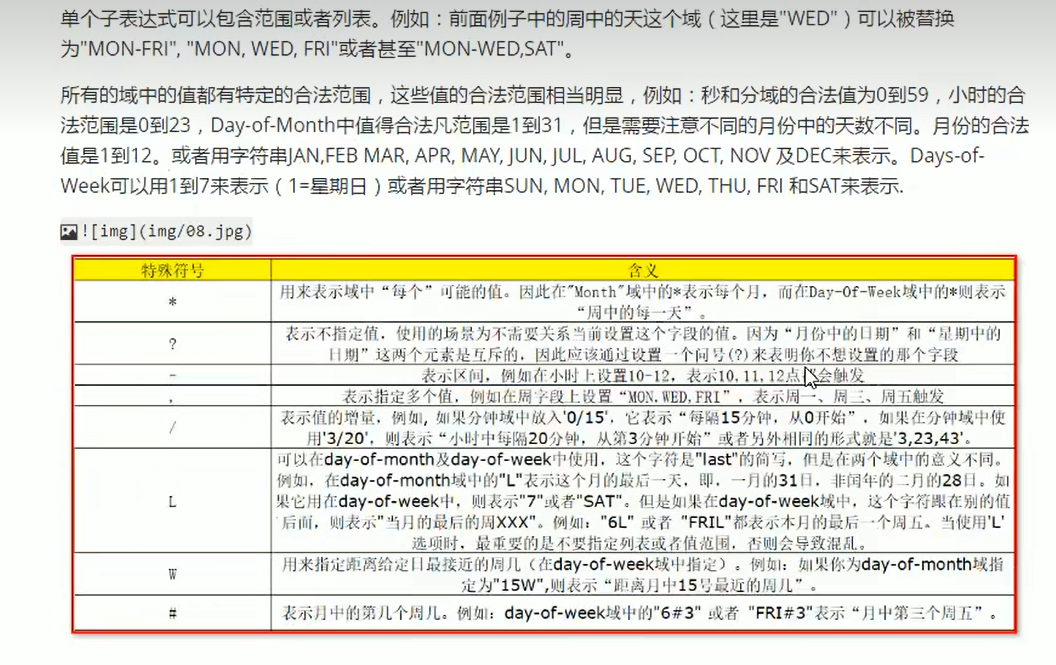 单个子表达式可以包含范围或者列表。例如：前面例子中的周中的天这个域（这里是"WED"）可以被替换
为"MON-FRI", "MON, WED, FRI"或者甚至"MON-WED,SAT"。
所有的域中的值都有特定的合法范围，这些值的合法范围相当明显，例如：秒和分域的合法值为0到59，小时的合
法范围是0到23，Day-of-Month中值得合法凡范围是1到31，但是需要注意不同的月份中的天数不同。月份的合法
值是1到12。或者用字符串JAN,FEB MAR, APR, MAY, JUN, JUL, AUG, SEP, OCT, NOV 及DEC来表示。Days-of-
Week可以用1到7来表示（1=星期日）或者用字符串SUN, MON, TUE, WED, THU, FRI 和SAT来表示.
![img](img/08.jpg)
特殊符号 含义
* 用来表示域中“每个”可能的值。因此在"Month"域中的*表示每个月，而在Day-Of-Week域中的*则表示
“周中的每一天”。
? 表示不指定值，使用的场景为不需要关系当前设置这个字段的值。因为“月份中的日期”和“星期中的
日期”这两个元素是互斥的，因此应该通过设置一个问号(?)来表明你不想设置的那个字段
- 表示区间，例如在小时上设置10-12，表示10,11,12点会触发
, 指定多个值，例如在周字段上设置“MON,WED,FRI”，表示周一、周三、周五触发
/ 表示值的增量，例如, 如果分钟域中放入'0/15'，它表示“每隔15分钟，从0开始”，如果在分钟域中使
用'3/20'，则表示“小时中每隔20分钟，从第3分钟开始”或者另外相同的形式就是'3,23,43'。
L 可以在day-of-month及day-of-week中使用，这个字符是"last"的简写，但是在两个域中的意义不同。
例如，在day-of-month域中的"L"表示这个月的最后一天，即，一月的31日，非闰年的二月的28日。如
果它用在day-of-week中，则表示"7"或者"SAT"。但是如果在day-of-week域中，这个字符跟在别的值
后面，则表示"当月的最后的周XXX"。例如："6L" 或者 "FRIL"都表示本月的最后一个周五。当使用'L'
选项时，最重要的是不要指定列表或者值范围，否则会导致混乱。
W 用来指定距离给定日最接近的周几（在day-of-week域中指定）。例如：如果你为day-of-month域指
定为"15W",则表示“距离月中15号最近的周几”。
# 表示月中的第几个周几。例如：day-of-week域中的"6#3" 或者 "FRI#3"表示“月中第三个周五”。